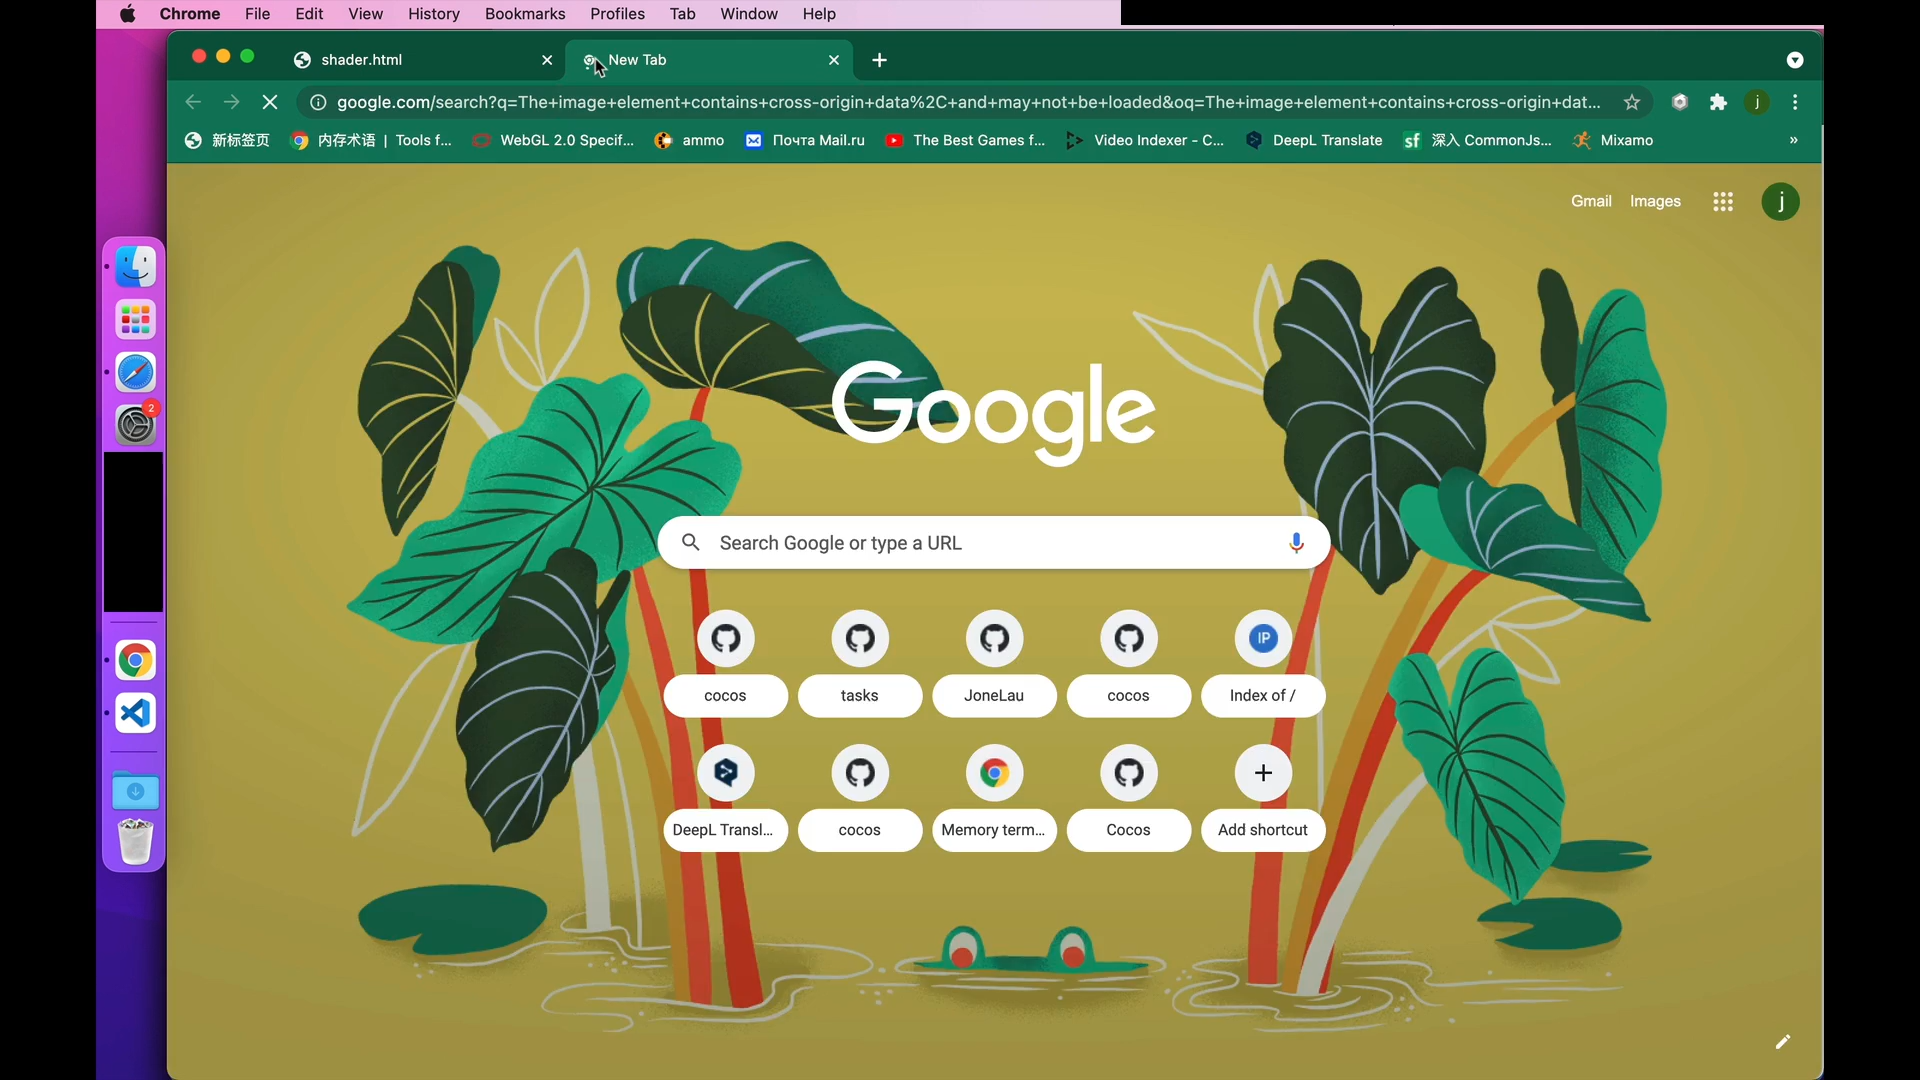 Chrome File Edit View History Bookmarks Profiles Tab Window Help
shader.html New Tab
google.com/search?q=The+image+element+contains+cross-origin+data%2C+and+may+not+be+loaded&oq=The+image+element+contains+cross-origin+dat... j
新标签页 内存术语 | Tools f... WebGL 2.0 Specif... ammo Почта Mail.ru The Best Games f... Video Indexer - C... DeepL Translate sf 深入 CommonJs... Mixamo »
Gmail Images j
2
Google
Search Google or type a URL
IP
cocos tasks JoneLau cocos Index of /
DeepL Transl... cocos Memory term... Cocos Add shortcut